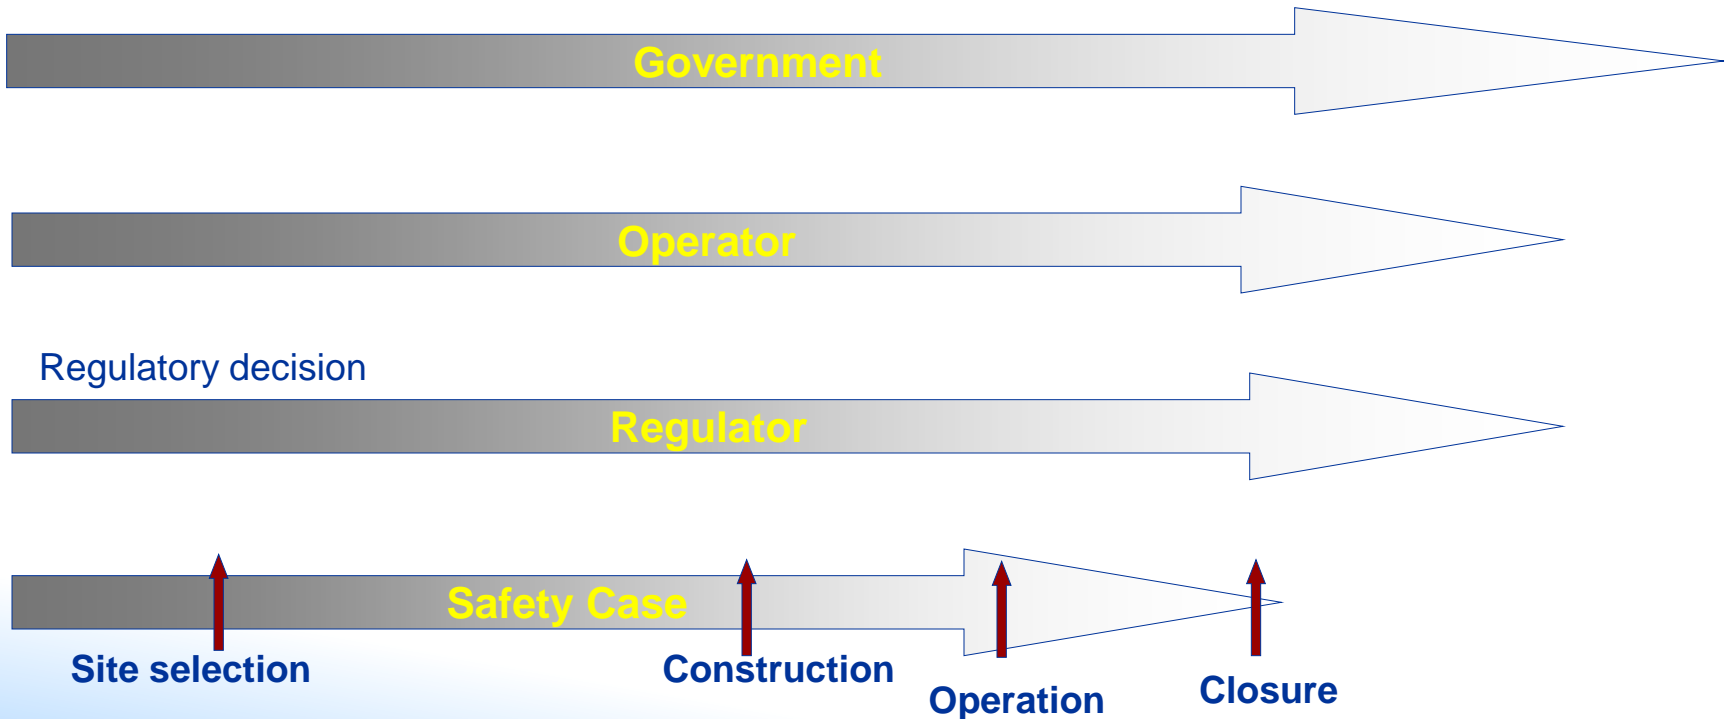 Government
Operator
Regulatory decision
Regulator
Safety Case
Site selection
Construction
Operation
Closure